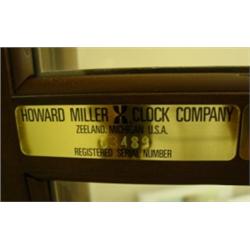 HOWARD MILLER CLOCK COMPANY
ZEELAND, MICHIGAN U.S.A.
REGISTERED SERIAL NUMBER